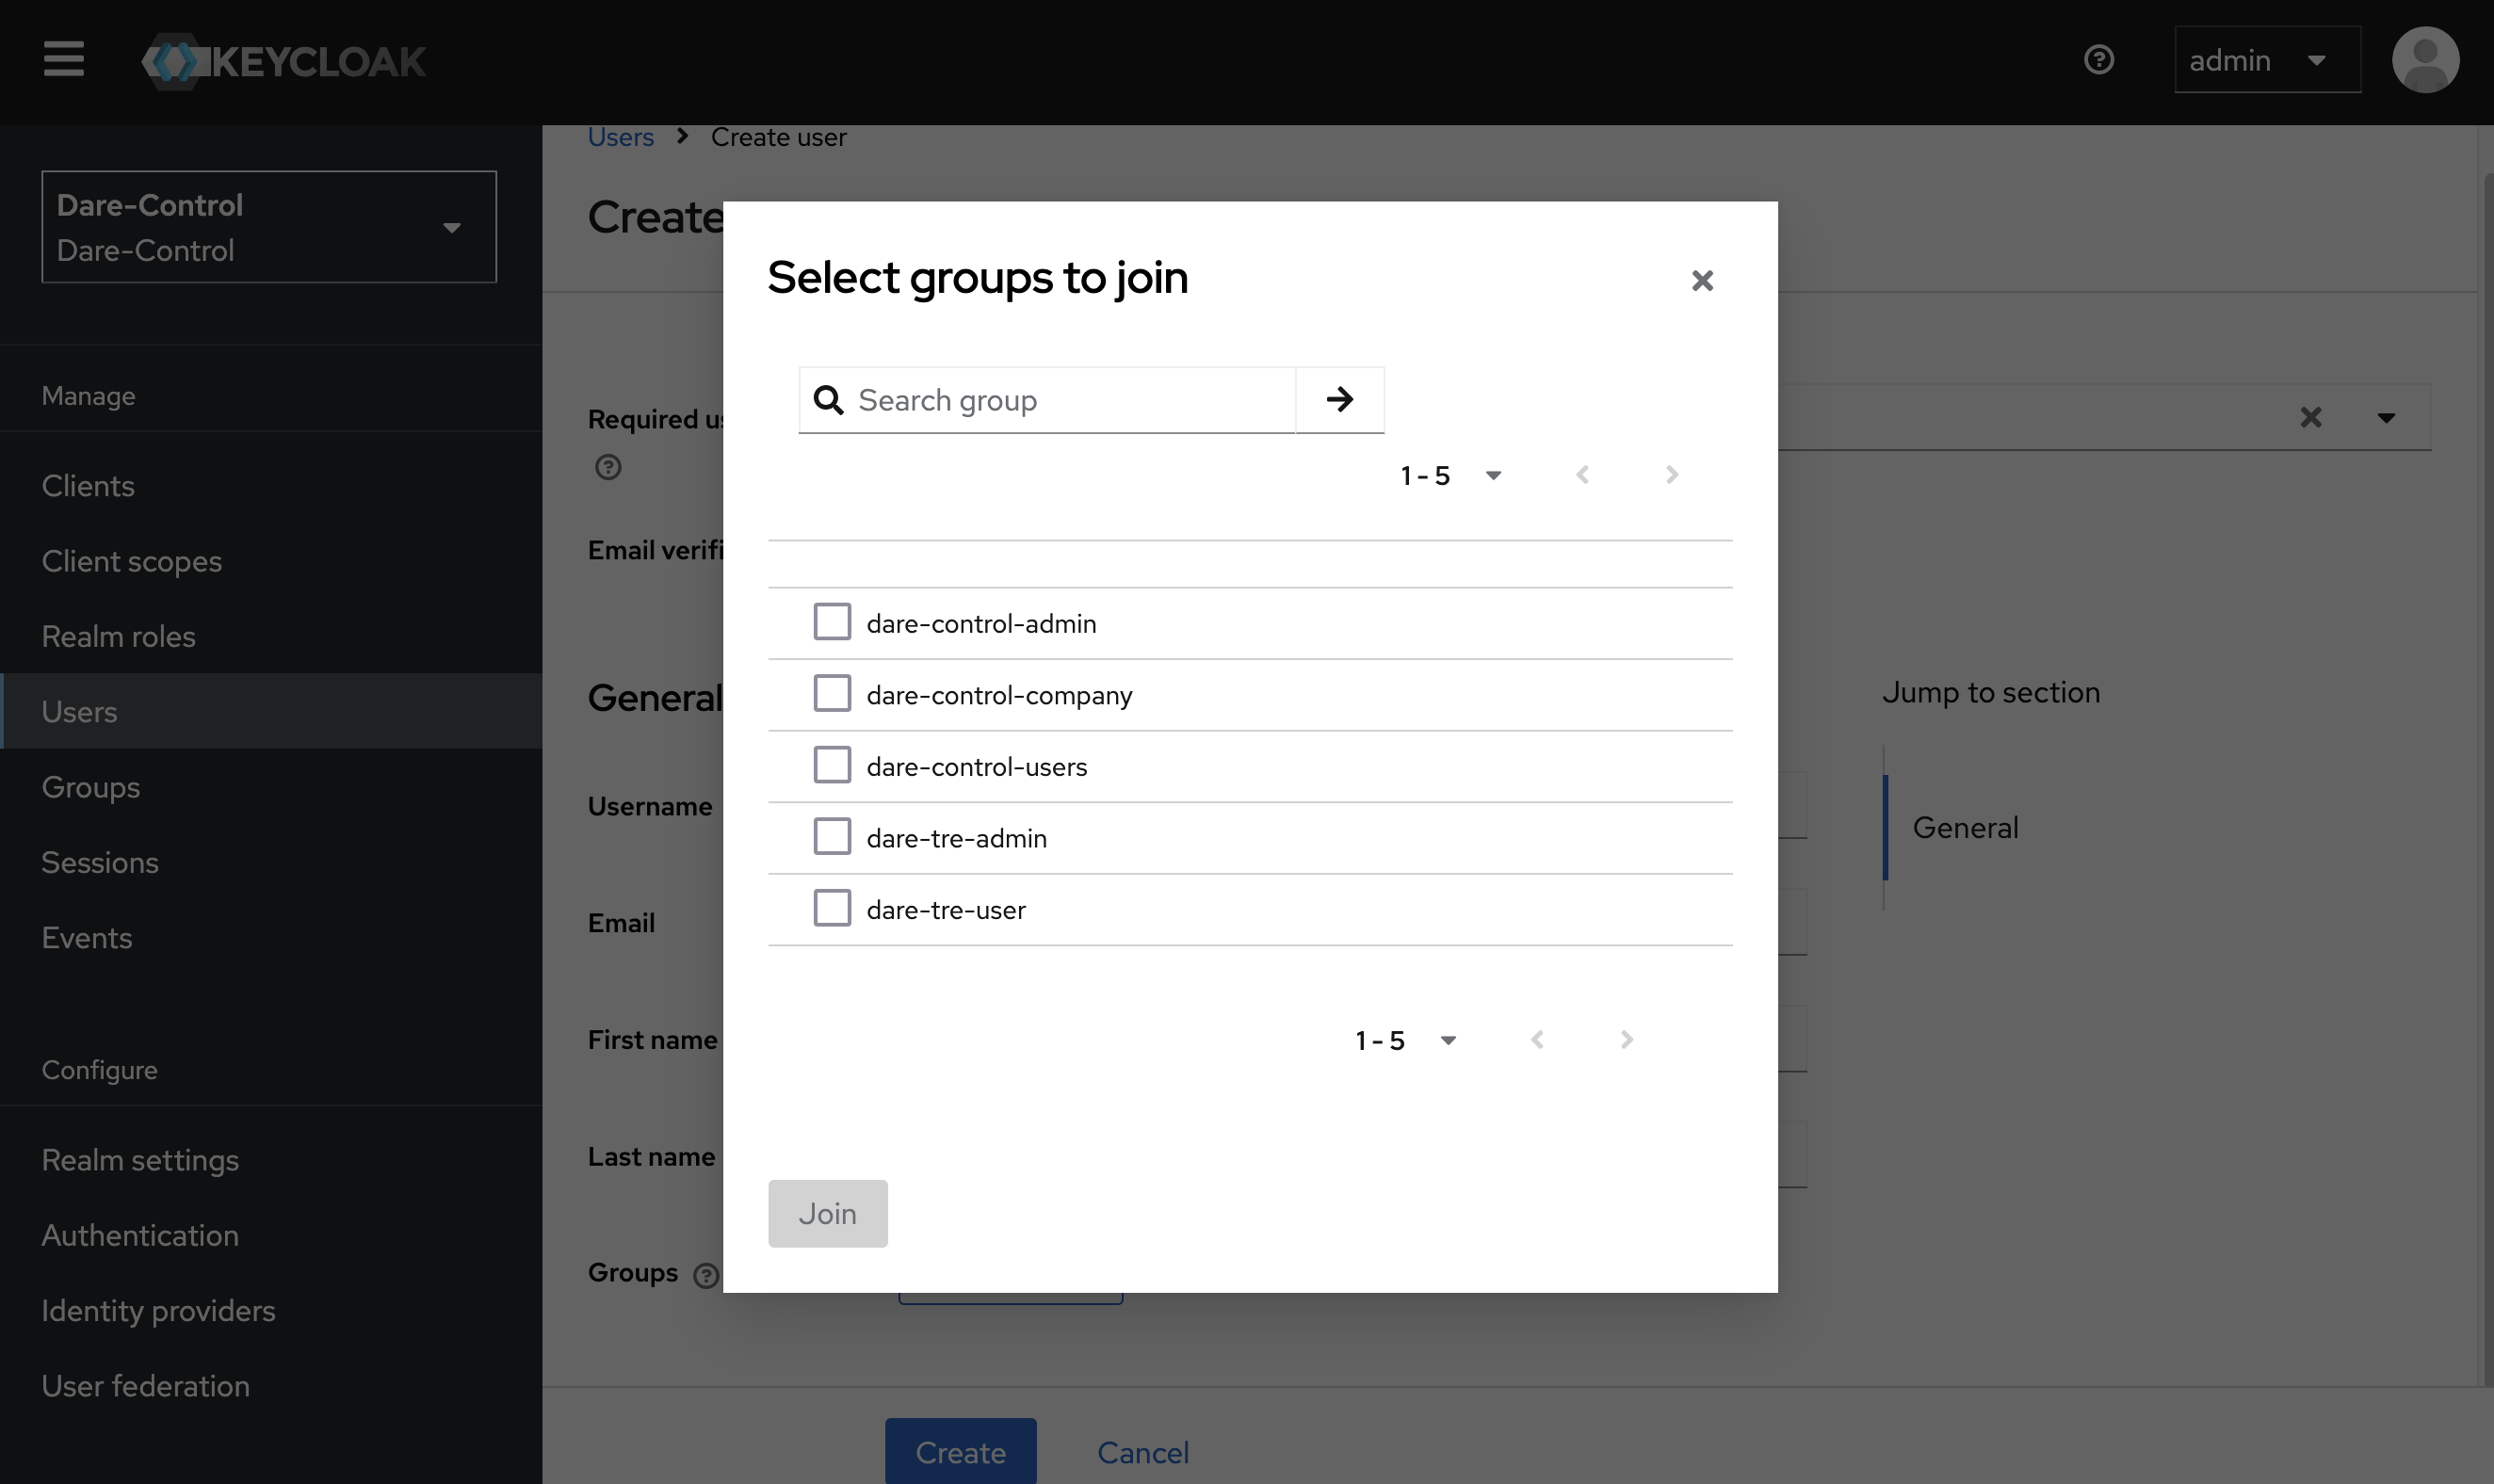 KEYCLOAK
admin
Dare-Control
Dare-Control
Manage
Clients
Client scopes
Realm roles
Users
Groups
Sessions
Events
Configure
Realm settings
Authentication
Identity providers
User federation
Users > Create user
Create
Select groups to join
Search group
1 - 5
dare-control-admin
dare-control-company
dare-control-users
dare-tre-admin
dare-tre-user
1 - 5
Join
Required
Email
General
Username
Email
First name
Last name
Groups
Jump to section
General
Create
Cancel